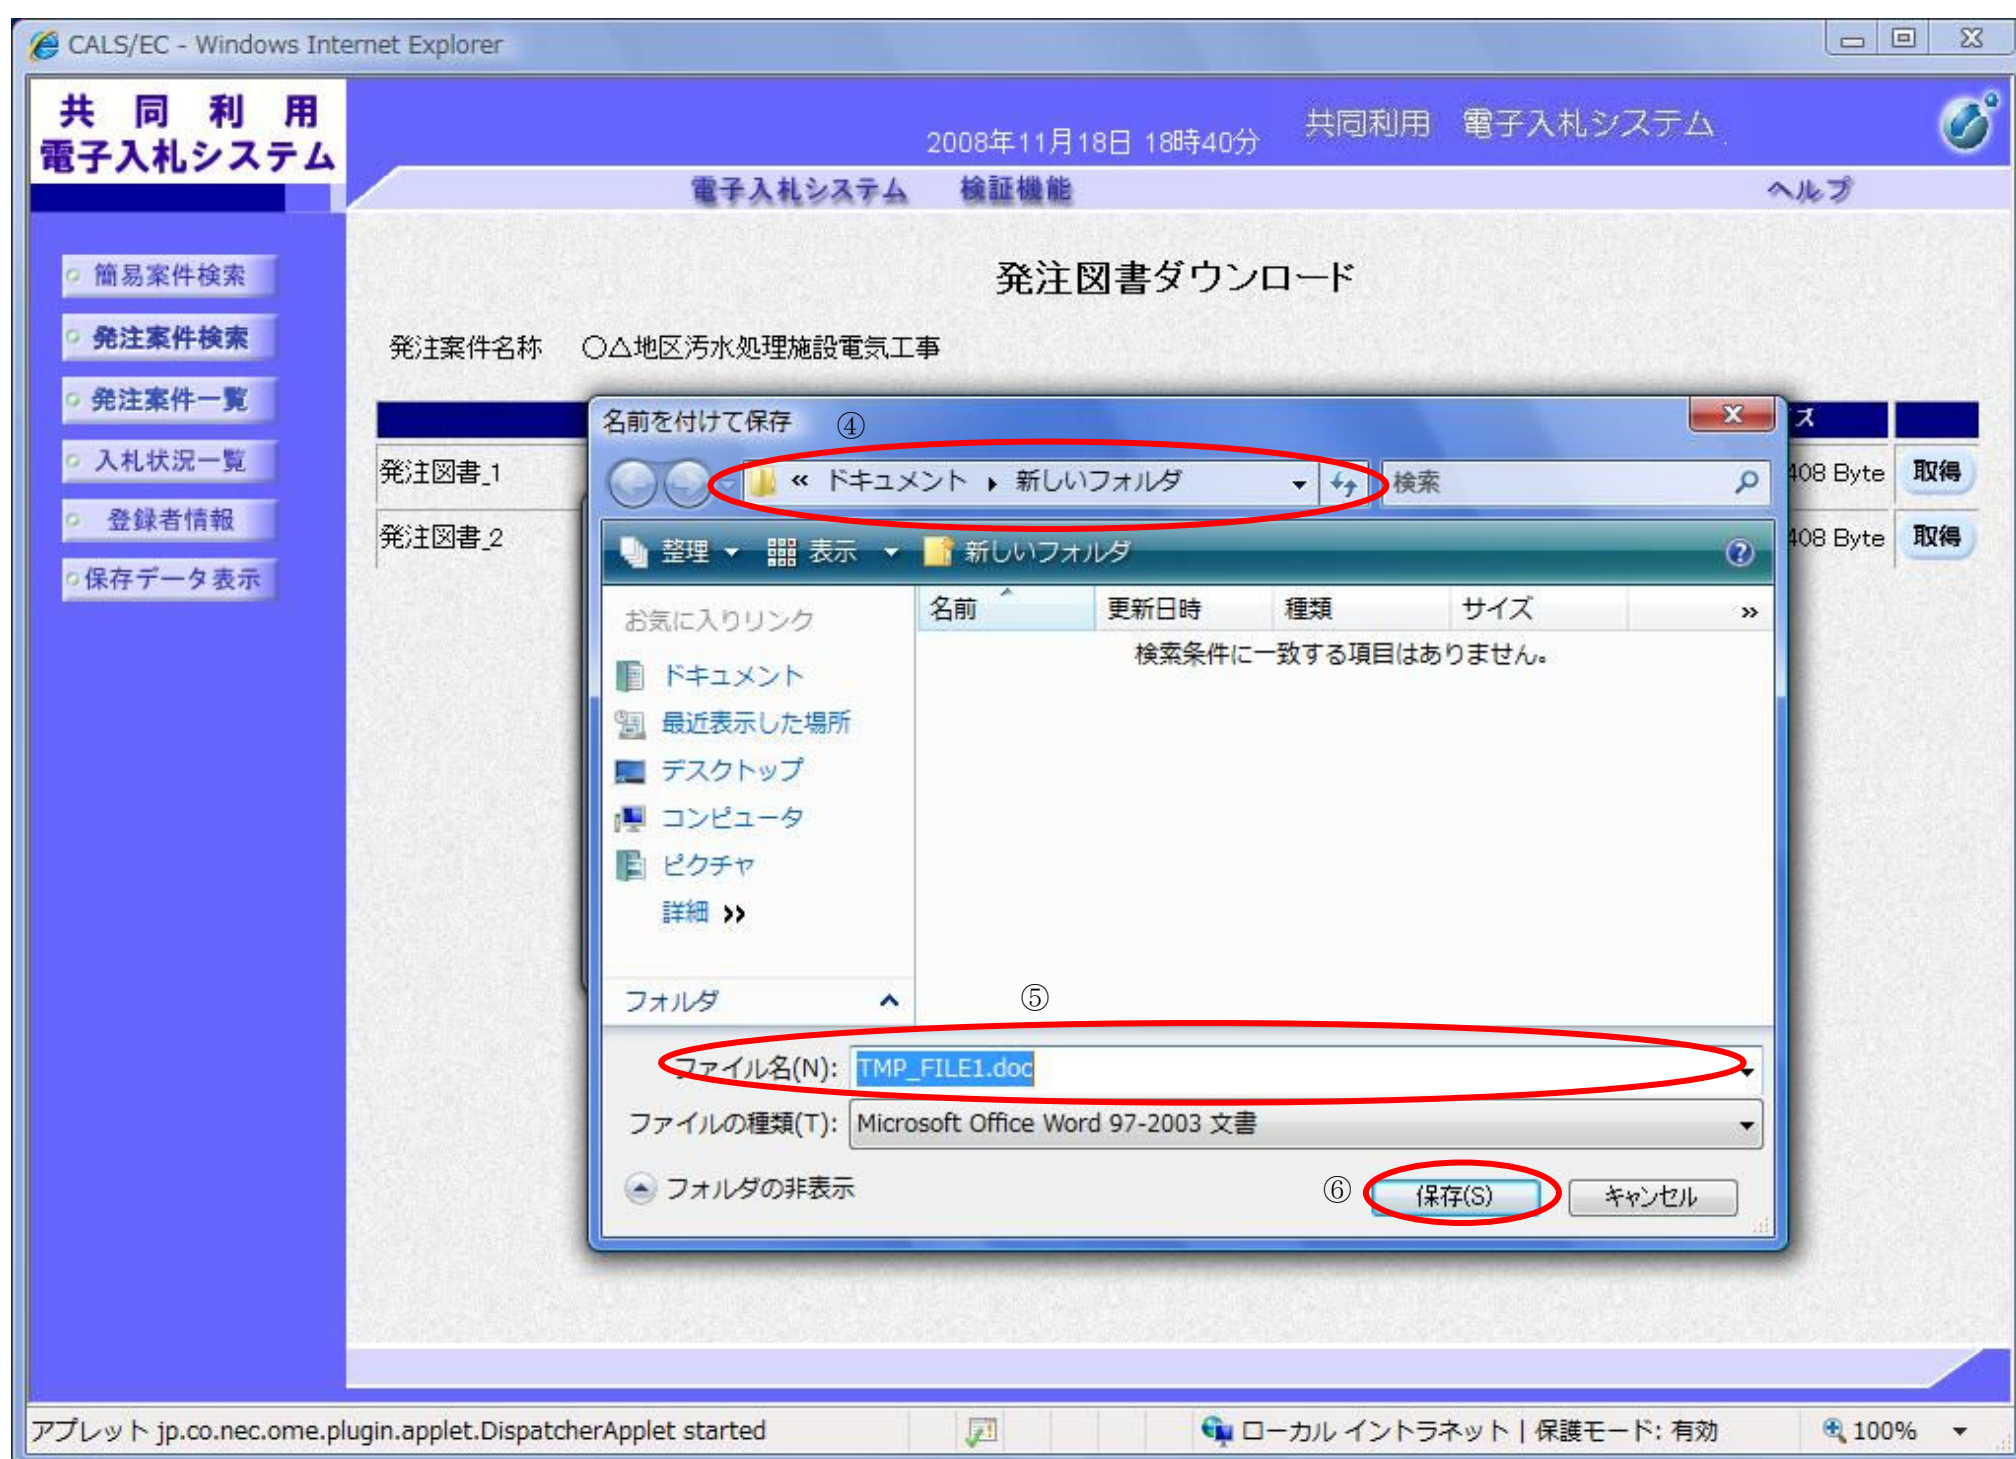 CALS/EC - Windows Internet Explorer
共同利用
電子入札システム
2008年11月18日 18時40分
共同利用 電子入札システム
電子入札システム 検証機能 ヘルプ
簡易案件検索
発注案件検索
発注案件一覧
入札状況一覧
登録者情報
保存データ表示
発注図書ダウンロード
発注案件名称 〇△地区汚水処理施設電気工事
ズ
発注図書_1 408 Byte 取得
発注図書_2 408 Byte 取得
名前を付けて保存 ④
« ドキュメント ▸ 新しいフォルダ 検索
整理 表示 新しいフォルダ
お気に入りリンク
ドキュメント
最近表示した場所
デスクトップ
コンピュータ
ピクチャ
詳細 »
フォルダ
名前 更新日時 種類 サイズ »
検索条件に一致する項目はありません。
⑤
ファイル名(N): TMP_FILE1.doc
ファイルの種類(T): Microsoft Office Word 97-2003 文書
フォルダの非表示 ⑥ 保存(S) キャンセル
アプレット jp.co.nec.ome.plugin.applet.DispatcherApplet started ローカル イントラネット | 保護モード: 有効 100%